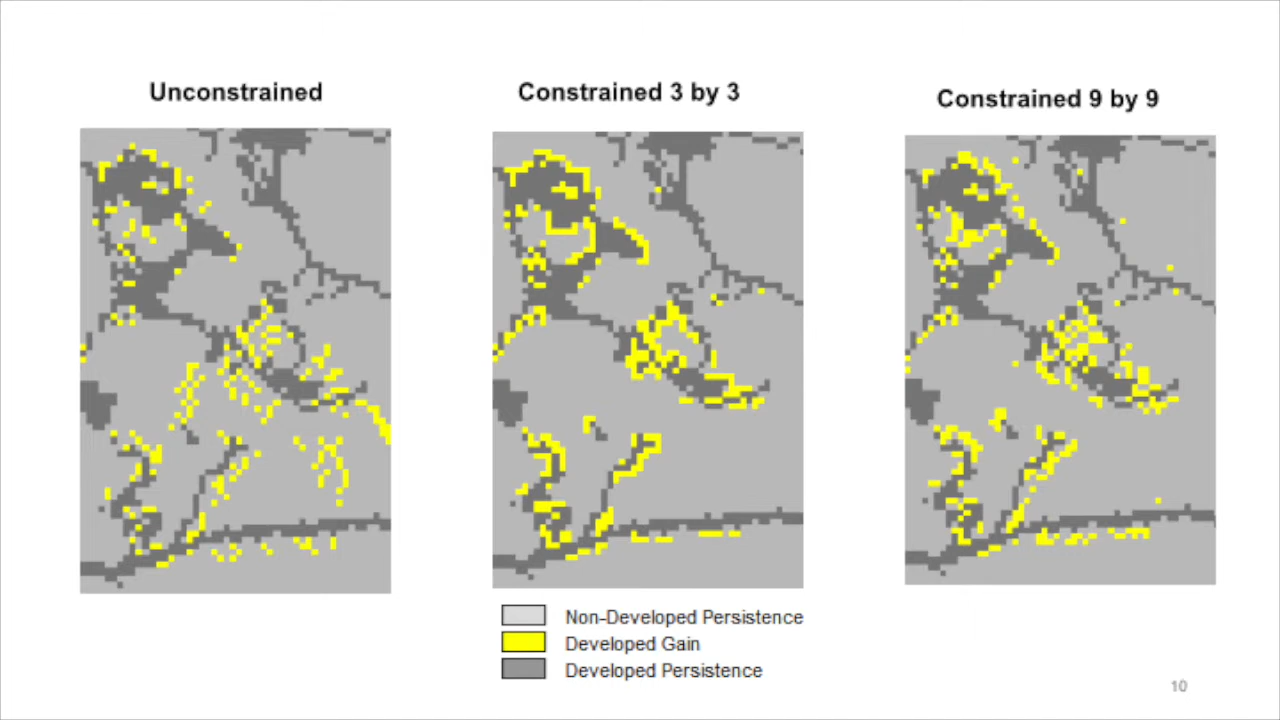 Unconstrained
Constrained 3 by 3
Constrained 9 by 9
Non-Developed Persistence
Developed Gain
Developed Persistence
10